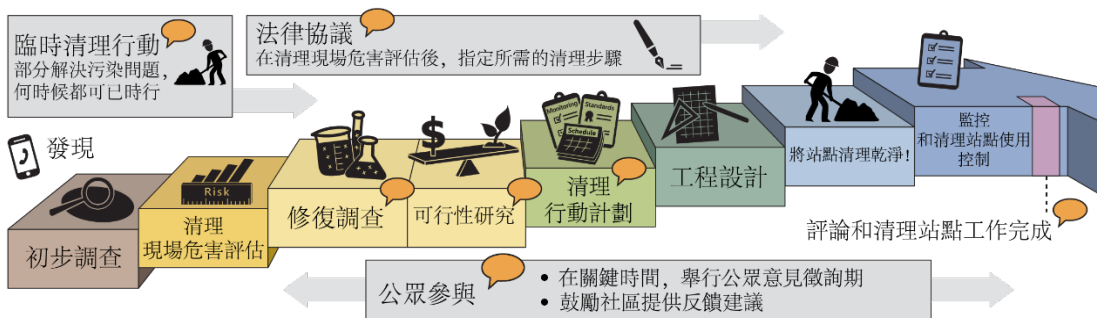 臨時清理行動
部分解決污染問題,
何時候都可已時行
法律協議
在清理現場危害評估後，指定所需的清理步驟
發現
初步調查
Risk
清理
現場危害評估
修復調查
$
可行性研究
Monitoring
Standards
Schedule
清理
行動計劃
工程設計
將站點清理乾淨!
監控
和清理站點使用
控制
評論和清理站點工作完成
公眾參與
• 在關鍵時間，舉行公眾意見徵詢期
• 鼓勵社區提供反饋建議